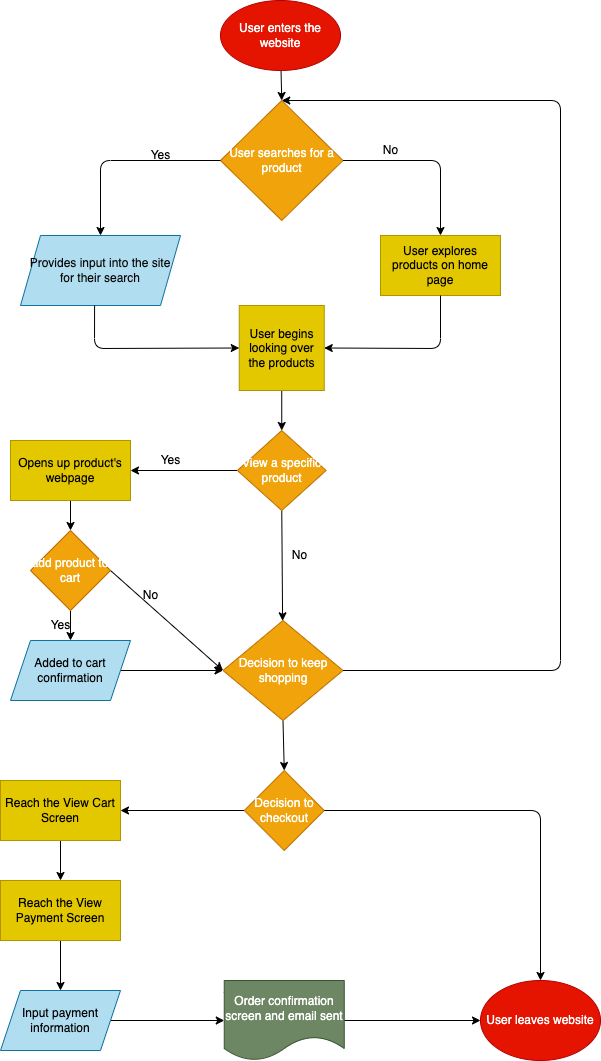 User enters the
website
User searches for a
product
Yes
No
Provides input into the site
for their search
User explores
products on home
page
User begins
looking over
the products
View a specific
product
Yes
Opens up product's
webpage
No
add product to
cart
No
Yes
Added to cart
confirmation
Decision to keep
shopping
Decision to
checkout
Reach the View Cart
Screen
Reach the View
Payment Screen
Input payment
information
Order confirmation
screen and email sent
User leaves website